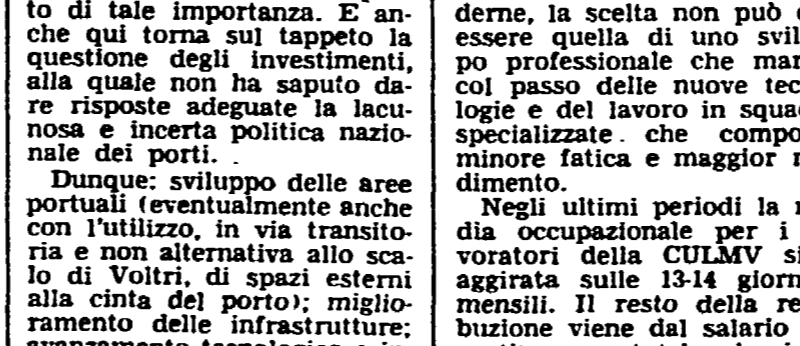 to di tale importanza. E' an-
che qui torna sul tappeto la
questione degli investimenti,
alla quale non ha saputo da-
re risposte adeguate la lacu-
nosa e incerta politica nazio-
nale dei porti.
Dunque: sviluppo delle aree
portuali (eventualmente anche
con l'utilizzo, in via transito-
ria e non alternativa allo sca-
lo di Voltri, di spazi esterni
alla cinta del porto); miglio-
ramento delle infrastrutture;
derne, la scelta non può
essere quella di uno svil
po professionale che mar
col passo delle nuove tec
logie e del lavoro in squa
specializzate che compo
minore fatica e maggior
dimento.
Negli ultimi periodi la
dia occupazionale per i
voratori della CULMV si
aggirata sulle 13-14 giorn
mensili. Il resto della re
buzione viene dal salario